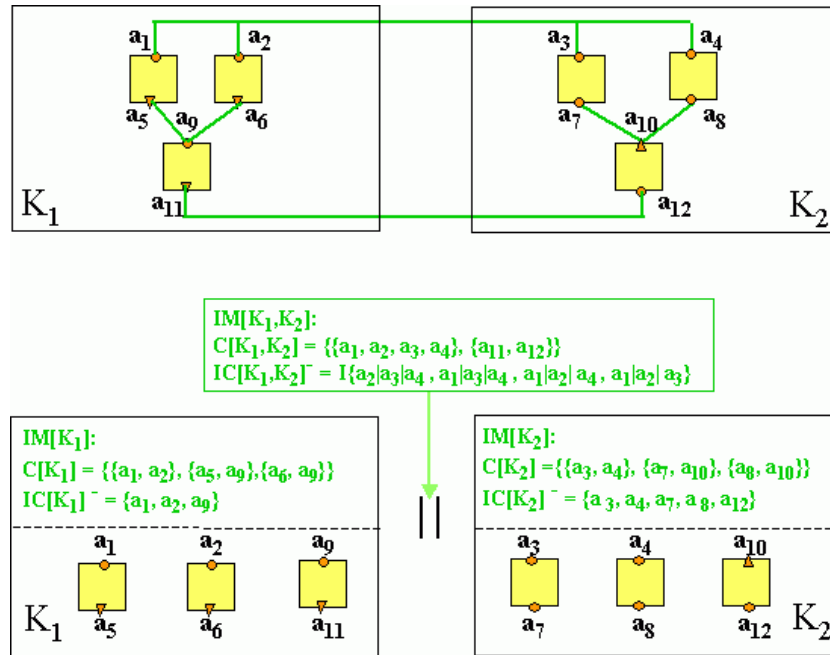 a1 a2 a3 a4
a5 a9 a6 a7 a10 a8
K1 a11 a12 K2
IM[K1,K2]:
C[K1,K2] = {{a1, a2, a3, a4}, {a11, a12}}
IC[K1,K2]⁻ = I{a2|a3|a4 , a1|a3|a4 , a1|a2| a4, a1|a2| a3}
IM[K1]:
C[K1] = {{a1, a2}, {a5, a9},{a6, a9}}
IC[K1] ⁻ = {a1, a2, a9}
IM[K2]:
C[K2] ={{a3, a4}, {a7, a10}, {a8, a10}}
IC[K2] ⁻ = {a3, a4, a7, a8, a12}
||
a1 a2 a9
K1 a5 a6 a11
a3 a4 a10
a7 a8 a12 K2